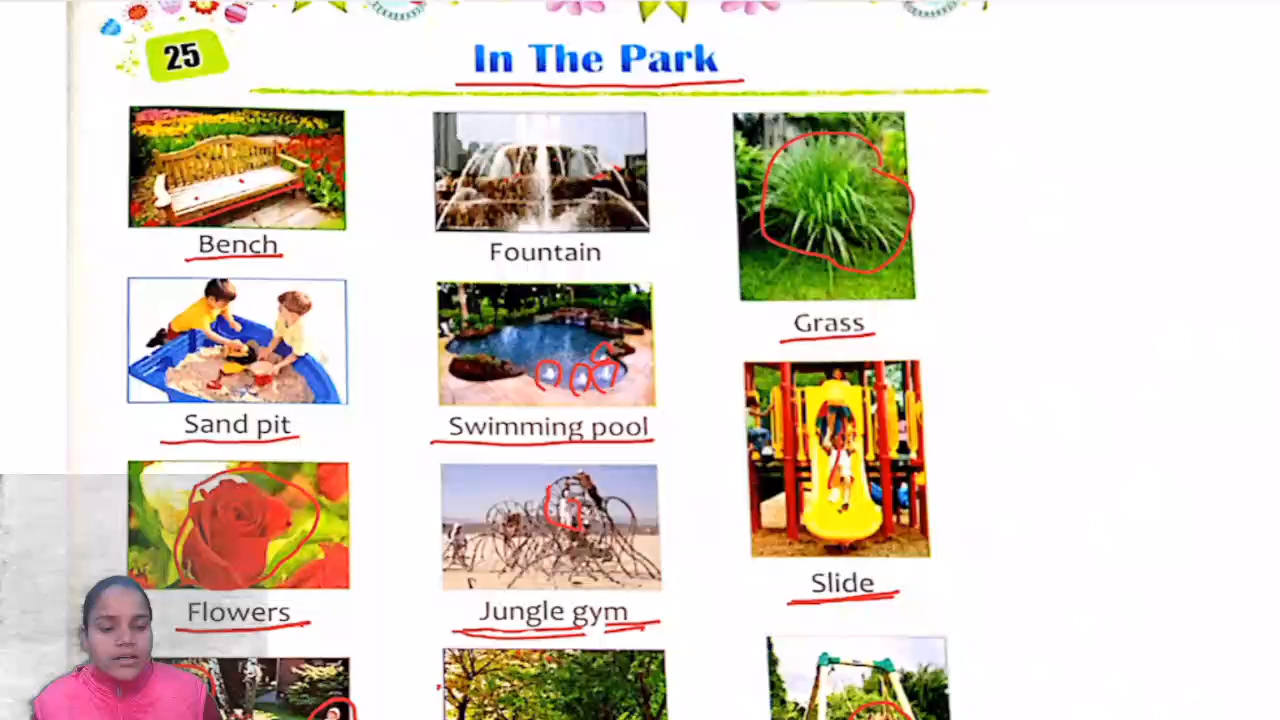 25
In The Park
Bench
Fountain
Grass
Sand pit
Swimming pool
Flowers
Jungle gym
Slide